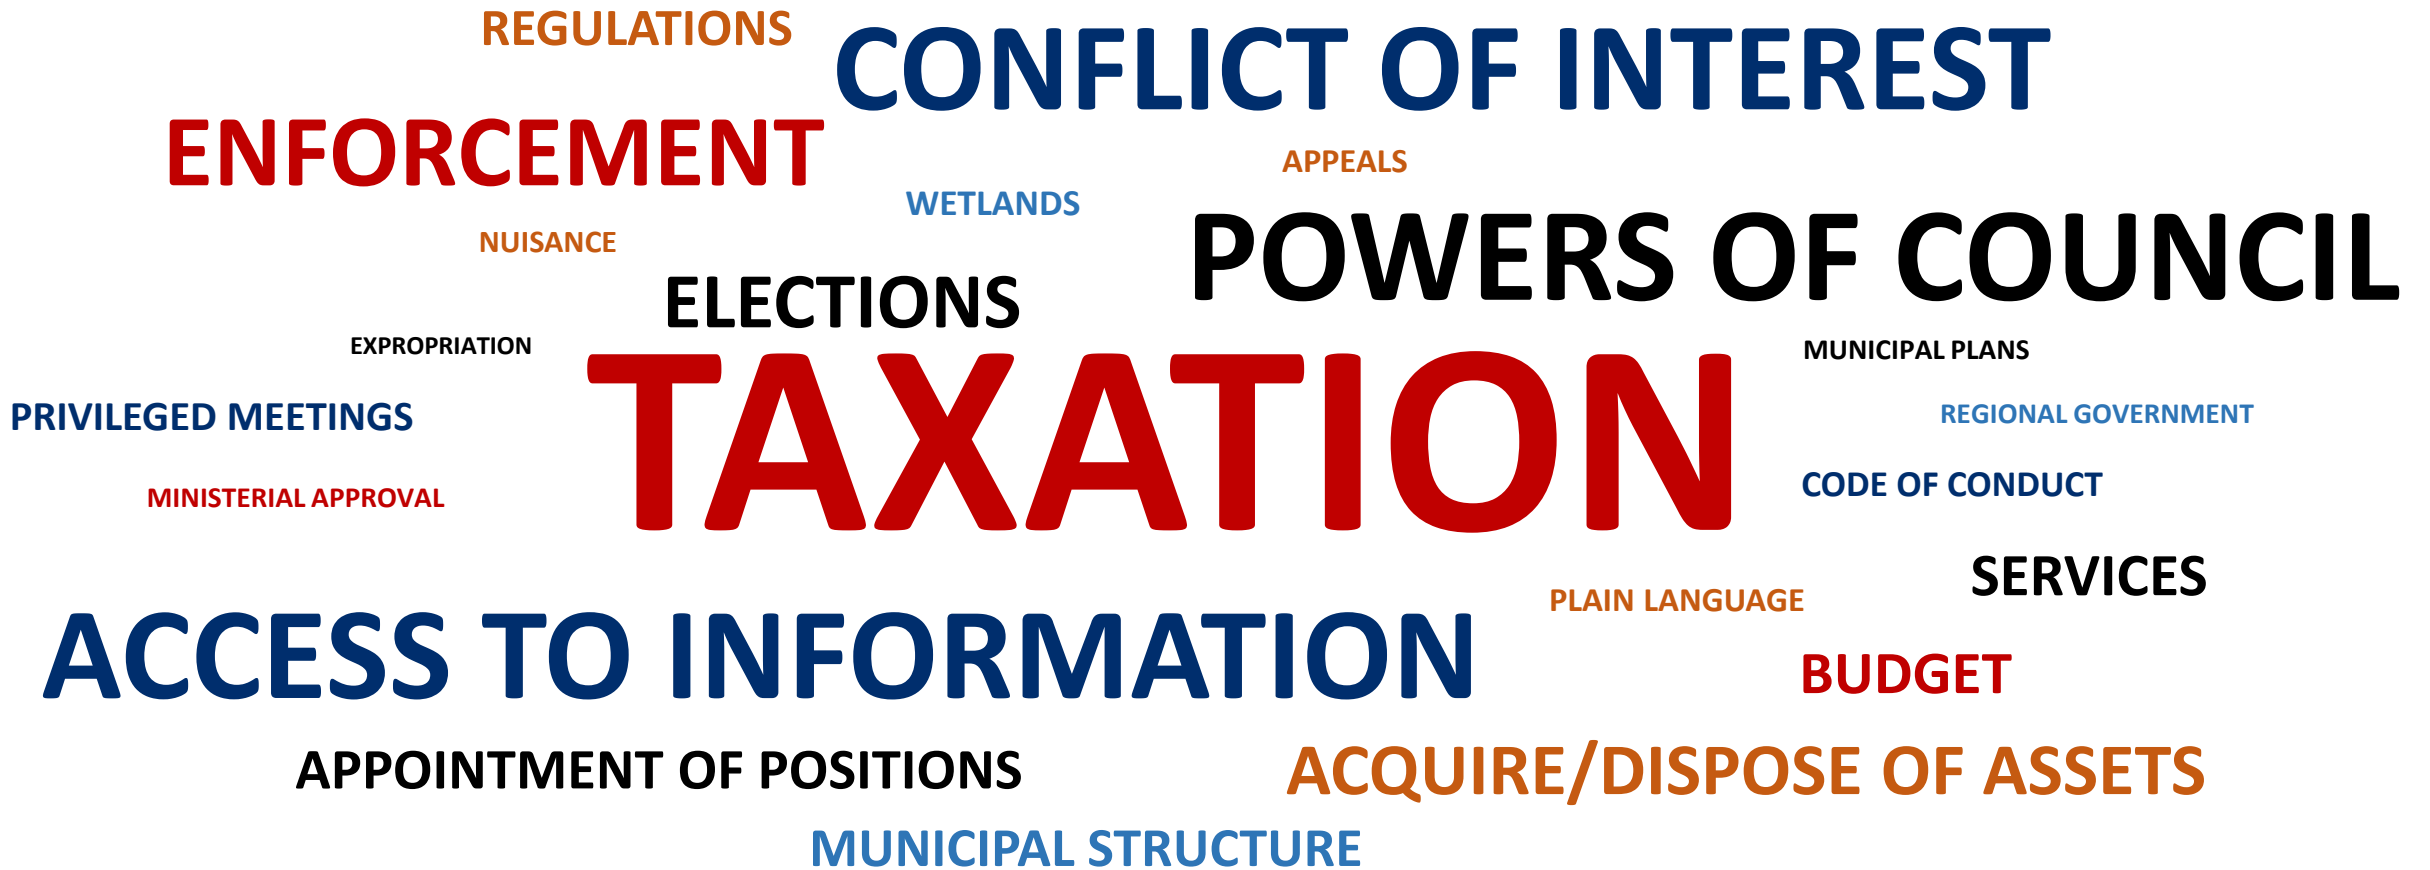 REGULATIONS
CONFLICT OF INTEREST
ENFORCEMENT
APPEALS
WETLANDS
NUISANCE
POWERS OF COUNCIL
ELECTIONS
EXPROPRIATION
MUNICIPAL PLANS
TAXATION
PRIVILEGED MEETINGS
REGIONAL GOVERNMENT
MINISTERIAL APPROVAL
CODE OF CONDUCT
SERVICES
PLAIN LANGUAGE
ACCESS TO INFORMATION
BUDGET
APPOINTMENT OF POSITIONS
ACQUIRE/DISPOSE OF ASSETS
MUNICIPAL STRUCTURE